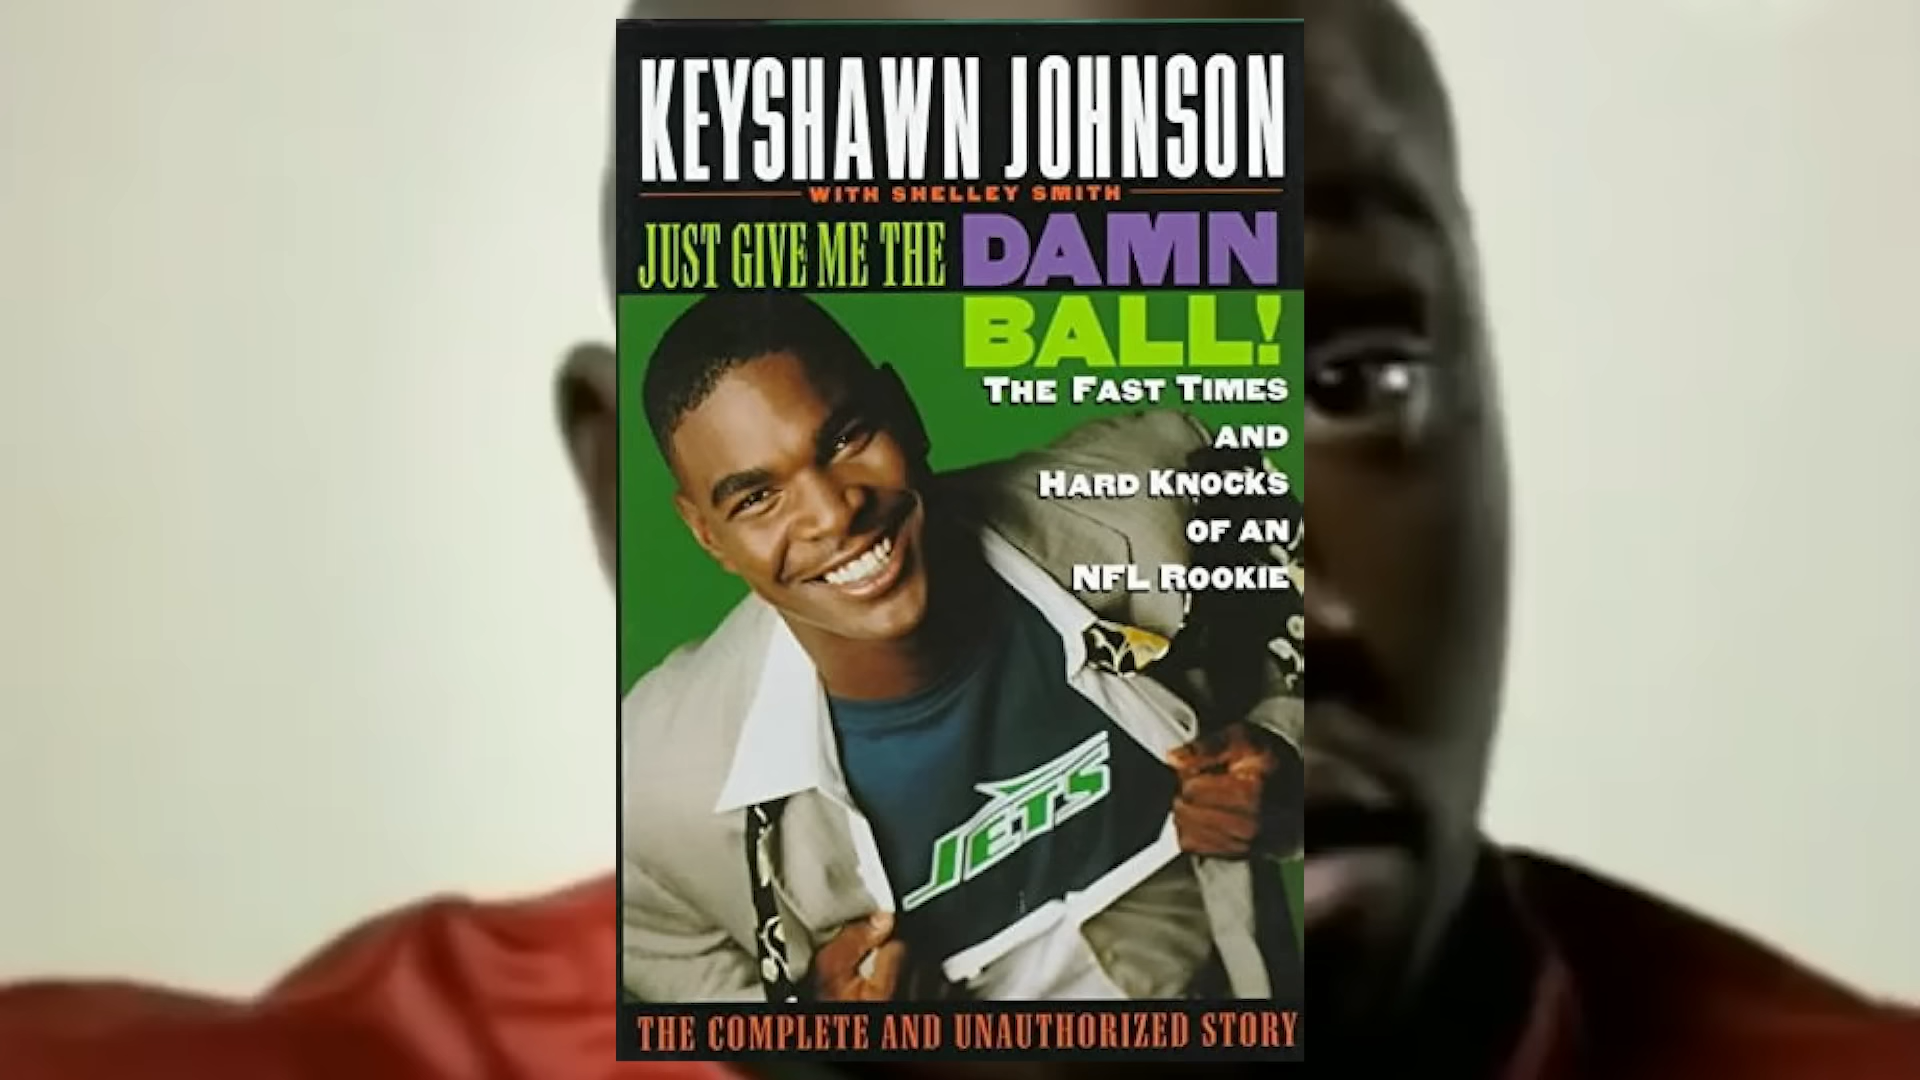 KEYSHAWN JOHNSON
WITH SHELLEY SMITH
JUST GIVE ME THE DAMN
BALL!
THE FAST TIMES
AND
HARD KNOCKS
OF AN
NFL ROOKIE
JETS
THE COMPLETE AND UNAUTHORIZED STORY